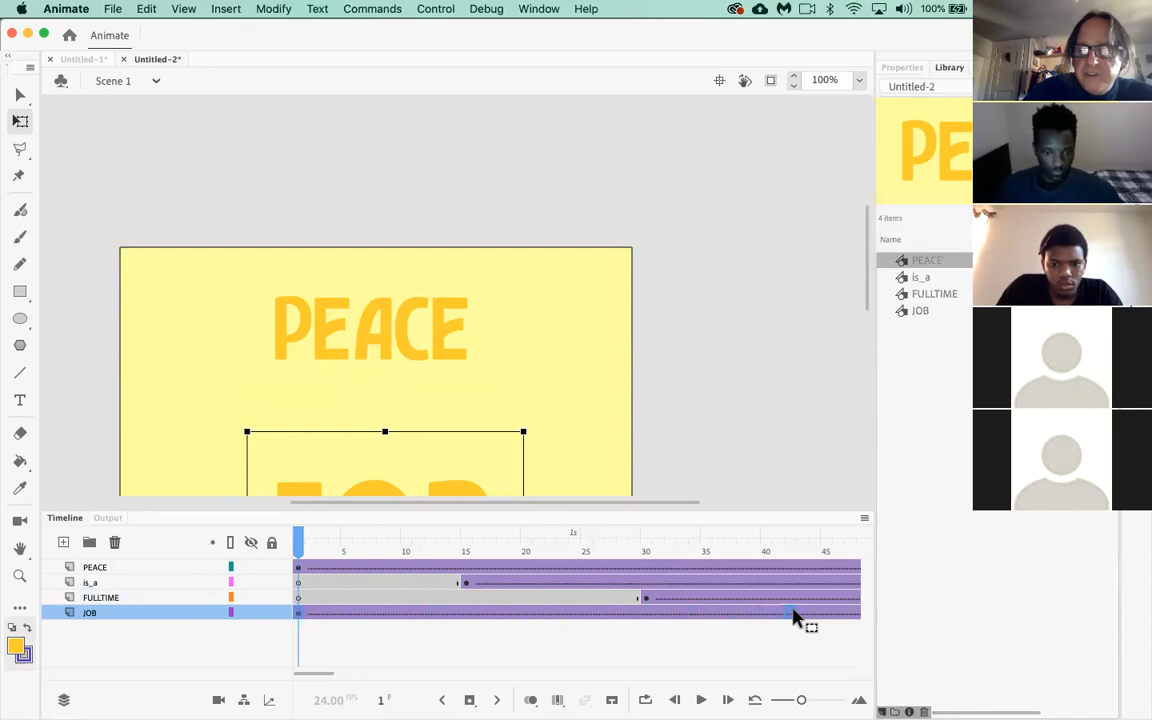 Animate File Edit View Insert Modify Text Commands Control Debug Window Help 100%
Animate
Untitled-1* Untitled-2*
Scene 1 100%
Properties Library
Untitled-2
PE
4 items
Name
PEACE
is_a
FULLTIME
JOB
PEACE
JOB
Timeline Output
1s
5 10 15 20 25 30 35 40 45
PEACE
is_a
FULLTIME
JOB
24.00 FPS 1 F